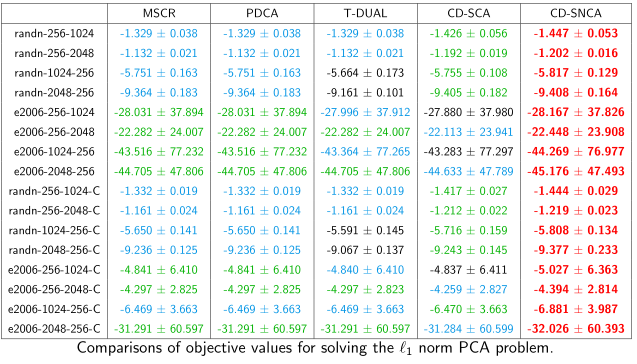 MSCR PDCA T-DUAL CD-SCA CD-SNCA
randn-256-1024 -1.329 ± 0.038 -1.329 ± 0.038 -1.329 ± 0.038 -1.426 ± 0.056 -1.447 ± 0.053
randn-256-2048 -1.132 ± 0.021 -1.132 ± 0.021 -1.132 ± 0.021 -1.192 ± 0.019 -1.202 ± 0.016
randn-1024-256 -5.751 ± 0.163 -5.751 ± 0.163 -5.664 ± 0.173 -5.755 ± 0.108 -5.817 ± 0.129
randn-2048-256 -9.364 ± 0.183 -9.364 ± 0.183 -9.161 ± 0.101 -9.405 ± 0.182 -9.408 ± 0.164
e2006-256-1024 -28.031 ± 37.894 -28.031 ± 37.894 -27.996 ± 37.912 -27.880 ± 37.980 -28.167 ± 37.826
e2006-256-2048 -22.282 ± 24.007 -22.282 ± 24.007 -22.282 ± 24.007 -22.113 ± 23.941 -22.448 ± 23.908
e2006-1024-256 -43.516 ± 77.232 -43.516 ± 77.232 -43.364 ± 77.265 -43.283 ± 77.297 -44.269 ± 76.977
e2006-2048-256 -44.705 ± 47.806 -44.705 ± 47.806 -44.705 ± 47.806 -44.633 ± 47.789 -45.176 ± 47.493
randn-256-1024-C -1.332 ± 0.019 -1.332 ± 0.019 -1.332 ± 0.019 -1.417 ± 0.027 -1.444 ± 0.029
randn-256-2048-C -1.161 ± 0.024 -1.161 ± 0.024 -1.161 ± 0.024 -1.212 ± 0.022 -1.219 ± 0.023
randn-1024-256-C -5.650 ± 0.141 -5.650 ± 0.141 -5.591 ± 0.145 -5.716 ± 0.159 -5.808 ± 0.134
randn-2048-256-C -9.236 ± 0.125 -9.236 ± 0.125 -9.067 ± 0.137 -9.243 ± 0.145 -9.377 ± 0.233
e2006-256-1024-C -4.841 ± 6.410 -4.841 ± 6.410 -4.840 ± 6.410 -4.837 ± 6.411 -5.027 ± 6.363
e2006-256-2048-C -4.297 ± 2.825 -4.297 ± 2.825 -4.297 ± 2.823 -4.259 ± 2.827 -4.394 ± 2.814
e2006-1024-256-C -6.469 ± 3.663 -6.469 ± 3.663 -6.469 ± 3.663 -6.470 ± 3.663 -6.881 ± 3.987
e2006-2048-256-C -31.291 ± 60.597 -31.291 ± 60.597 -31.291 ± 60.597 -31.284 ± 60.599 -32.026 ± 60.393
Comparisons of objective values for solving the ℓ₁ norm PCA problem.